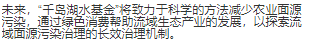 未来，“千岛湖水基金”将致力于科学的方法减少农业面源
污染，通过绿色消费帮助流域生态产业的发展，以探索流
域面源污染治理的长效治理机制。